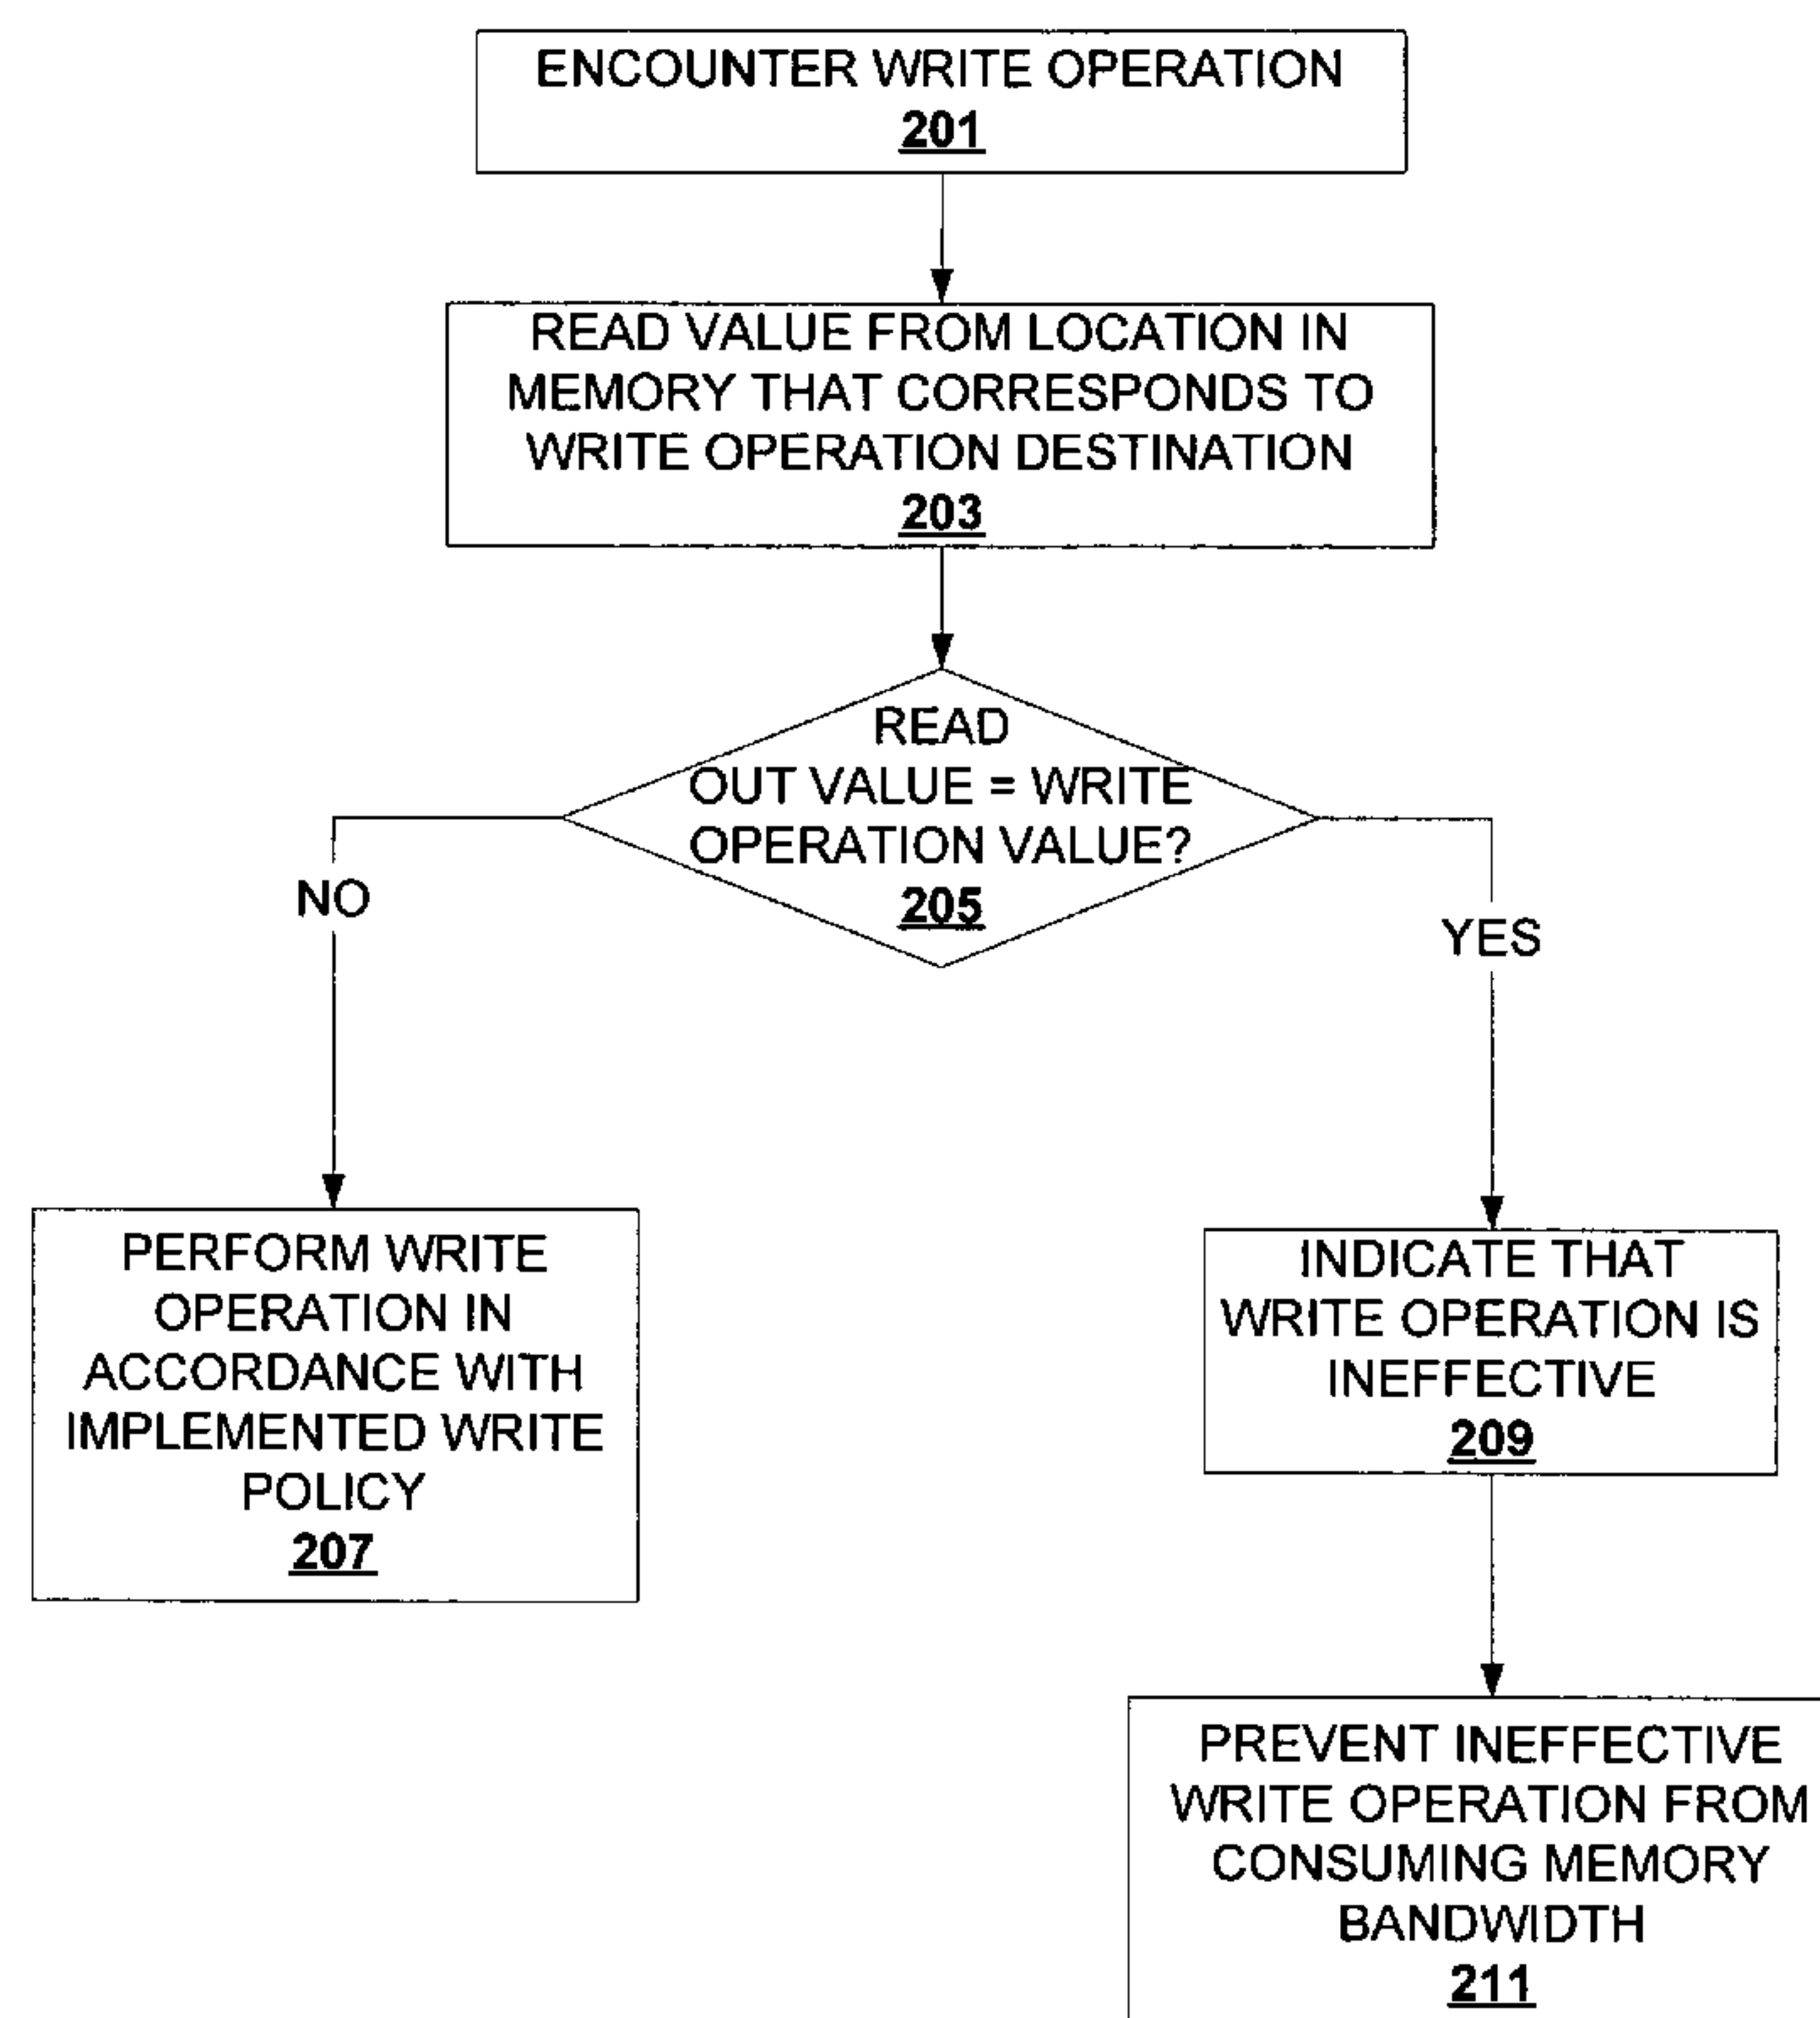 ENCOUNTER WRITE OPERATION
201
READ VALUE FROM LOCATION IN
MEMORY THAT CORRESPONDS TO
WRITE OPERATION DESTINATION
203
READ
OUT VALUE = WRITE
OPERATION VALUE?
205
NO
YES
PERFORM WRITE
OPERATION IN
ACCORDANCE WITH
IMPLEMENTED WRITE
POLICY
207
INDICATE THAT
WRITE OPERATION IS
INEFFECTIVE
209
PREVENT INEFFECTIVE
WRITE OPERATION FROM
CONSUMING MEMORY
BANDWIDTH
211